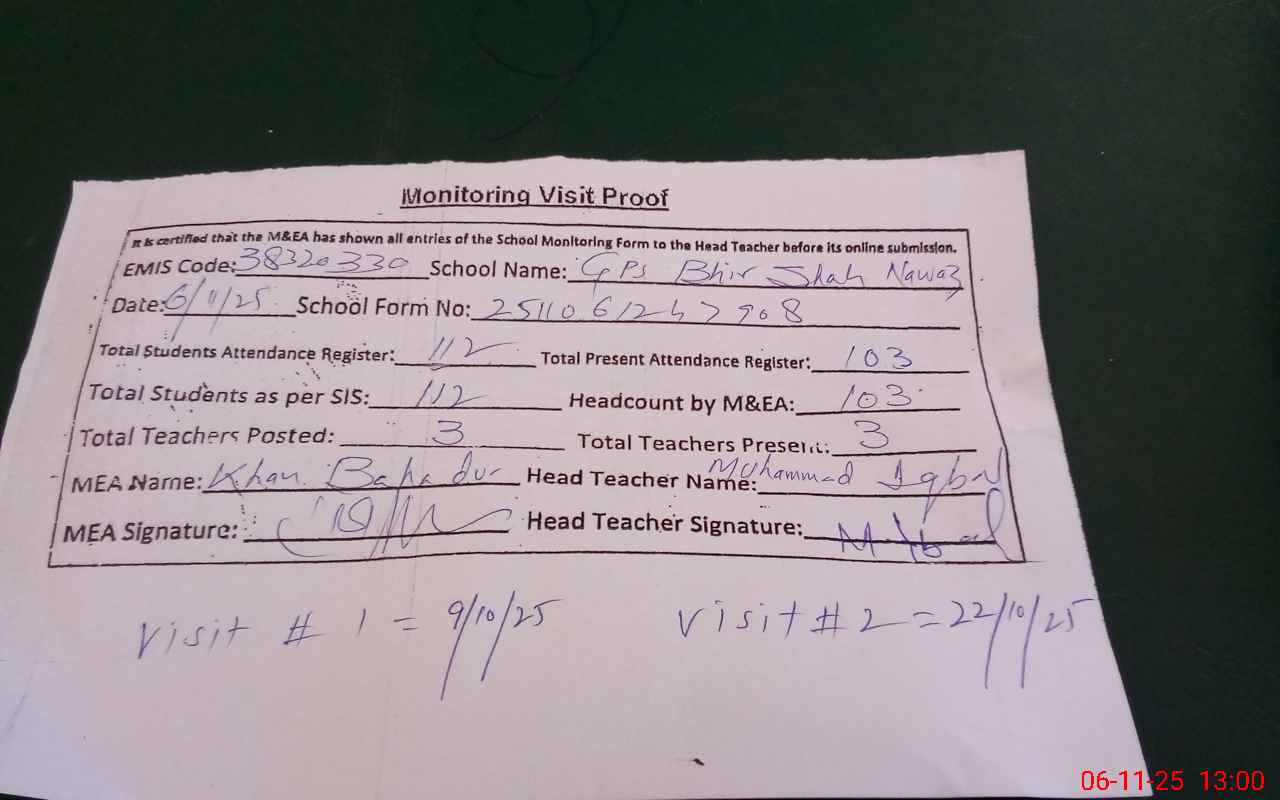 Monitoring Visit Proof
It is certified that the M&EA has shown all entries of the School Monitoring Form to the Head Teacher before its online submission.
EMIS Code: 38320330 School Name: GPS Bhir Shah Nawaz
Date: 6/11/25 School Form No: 2511061247908
Total Students Attendance Register: 112 Total Present Attendance Register: 103
Total Students as per SIS: 112 Headcount by M&EA: 103
Total Teachers Posted: 3 Total Teachers Present: 3
MEA Name: Khan Bahadur Head Teacher Name: Muhammad Iqbal
MEA Signature: Head Teacher Signature: M Iqbal
Visit # 1 = 9/10/25 Visit # 2 = 22/10/25
06-11-25 13:00